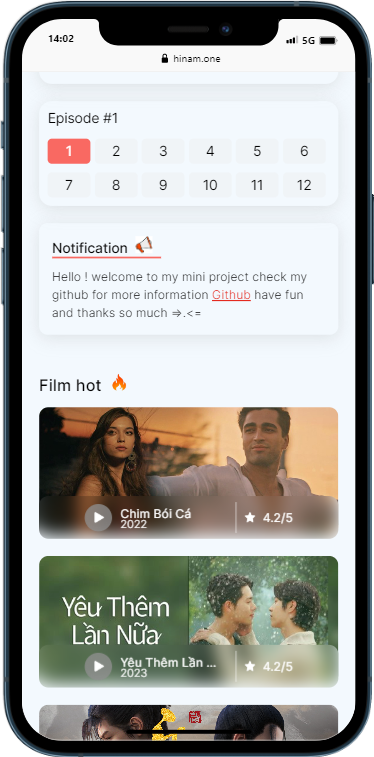 14:02
5G
hinam.one
Episode #1
1 2 3 4 5 6
7 8 9 10 11 12
Notification
Hello ! welcome to my mini project check my
github for more information Github have fun
and thanks so much =>.<=
Film hot
Chim Bói Cá
2022
4.2/5
Yêu Thêm
Lần Nữa
Yêu Thêm Lần ...
2023
4.2/5